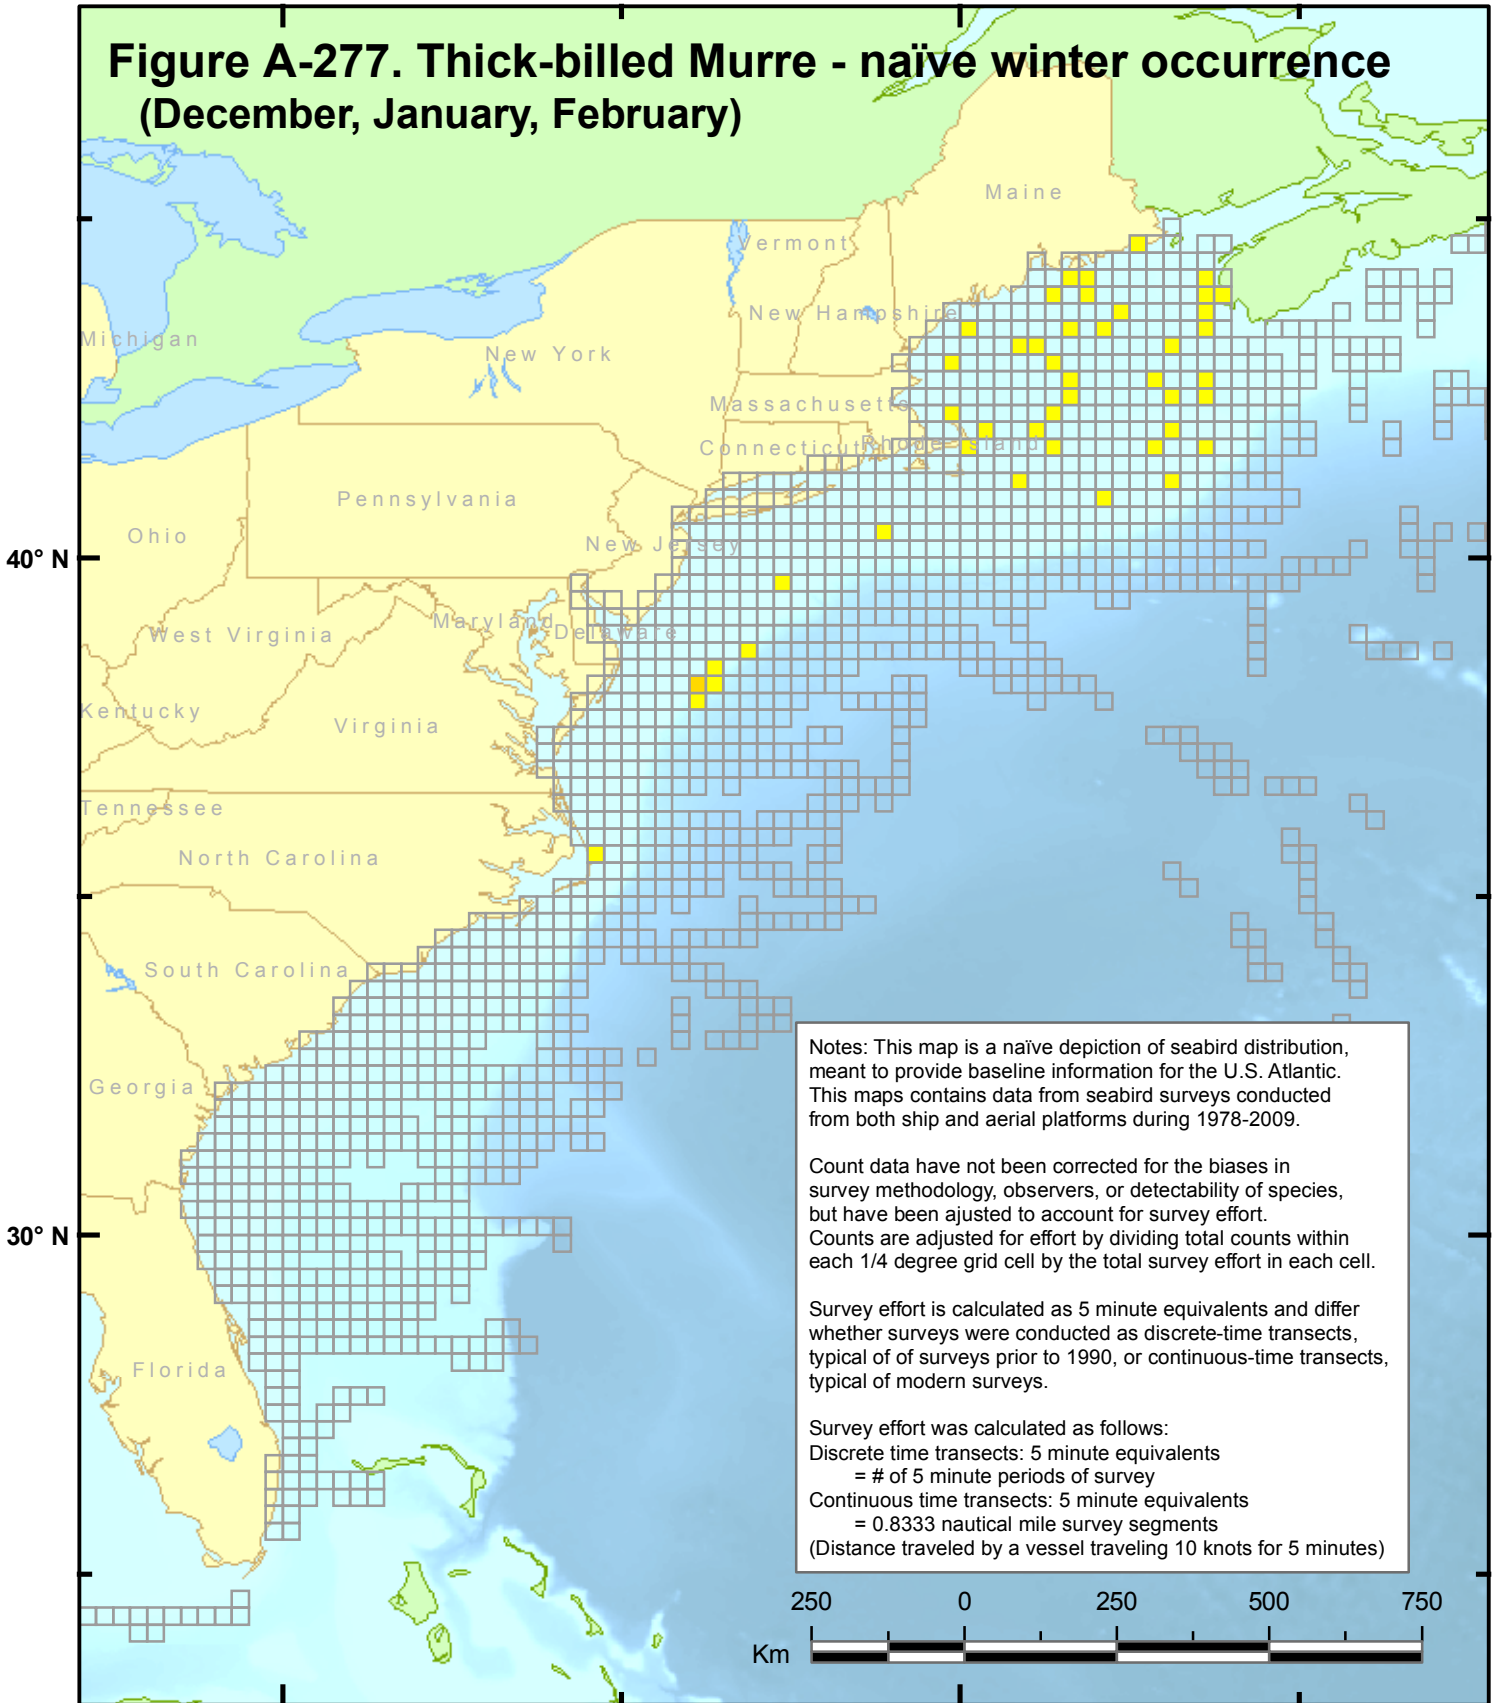 Figure A-277. Thick-billed Murre - naïve winter occurrence
(December, January, February)
Maine
Vermont
New Hampshire
Michigan
New York
Massachusetts
Connecticut
Rhode Island
Pennsylvania
Ohio
New Jersey
40° N
West Virginia
Maryland
Delaware
Kentucky
Virginia
Tennessee
North Carolina
South Carolina
Georgia
30° N
Florida
Notes: This map is a naïve depiction of seabird distribution,
meant to provide baseline information for the U.S. Atlantic.
This maps contains data from seabird surveys conducted
from both ship and aerial platforms during 1978-2009.
Count data have not been corrected for the biases in
survey methodology, observers, or detectability of species,
but have been ajusted to account for survey effort.
Counts are adjusted for effort by dividing total counts within
each 1/4 degree grid cell by the total survey effort in each cell.
Survey effort is calculated as 5 minute equivalents and differ
whether surveys were conducted as discrete-time transects,
typical of of surveys prior to 1990, or continuous-time transects,
typical of modern surveys.
Survey effort was calculated as follows:
Discrete time transects: 5 minute equivalents
= # of 5 minute periods of survey
Continuous time transects: 5 minute equivalents
= 0.8333 nautical mile survey segments
(Distance traveled by a vessel traveling 10 knots for 5 minutes)
250 0 250 500 750
Km